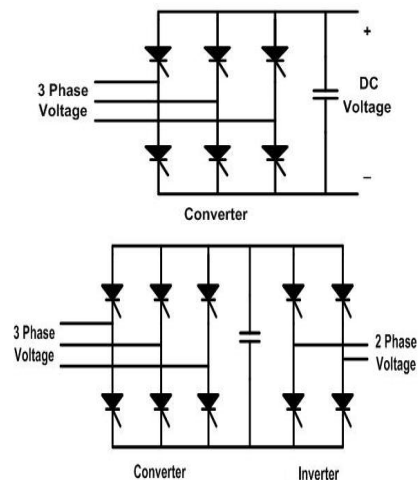 +
3 Phase
Voltage
DC
Voltage
–
Converter
3 Phase
Voltage
2 Phase
Voltage
Converter
Inverter